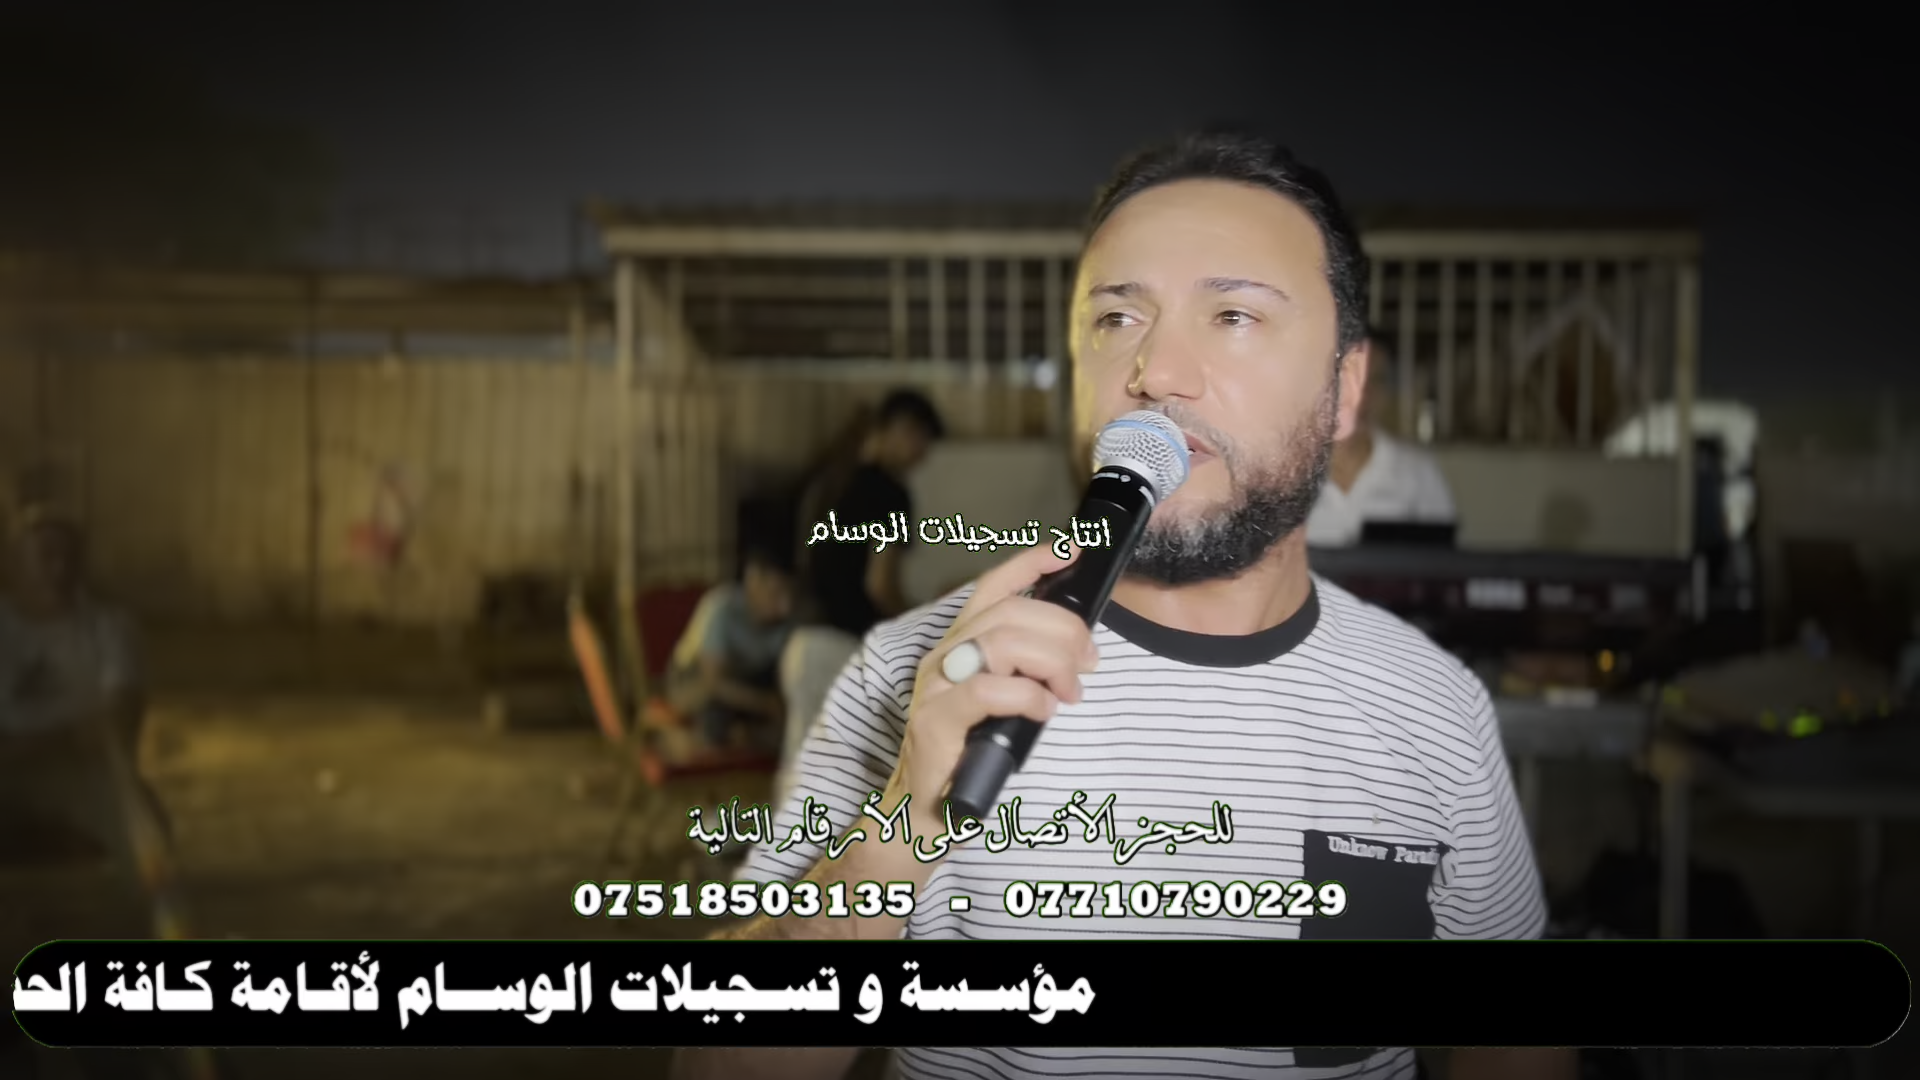 انتاج تسجيلات الوسام
للحجز الأتصال على الأرقام التالية
07518503135 - 07710790229
Unknow
مؤسسة و تسجيلات الوسام لأقامة كافة